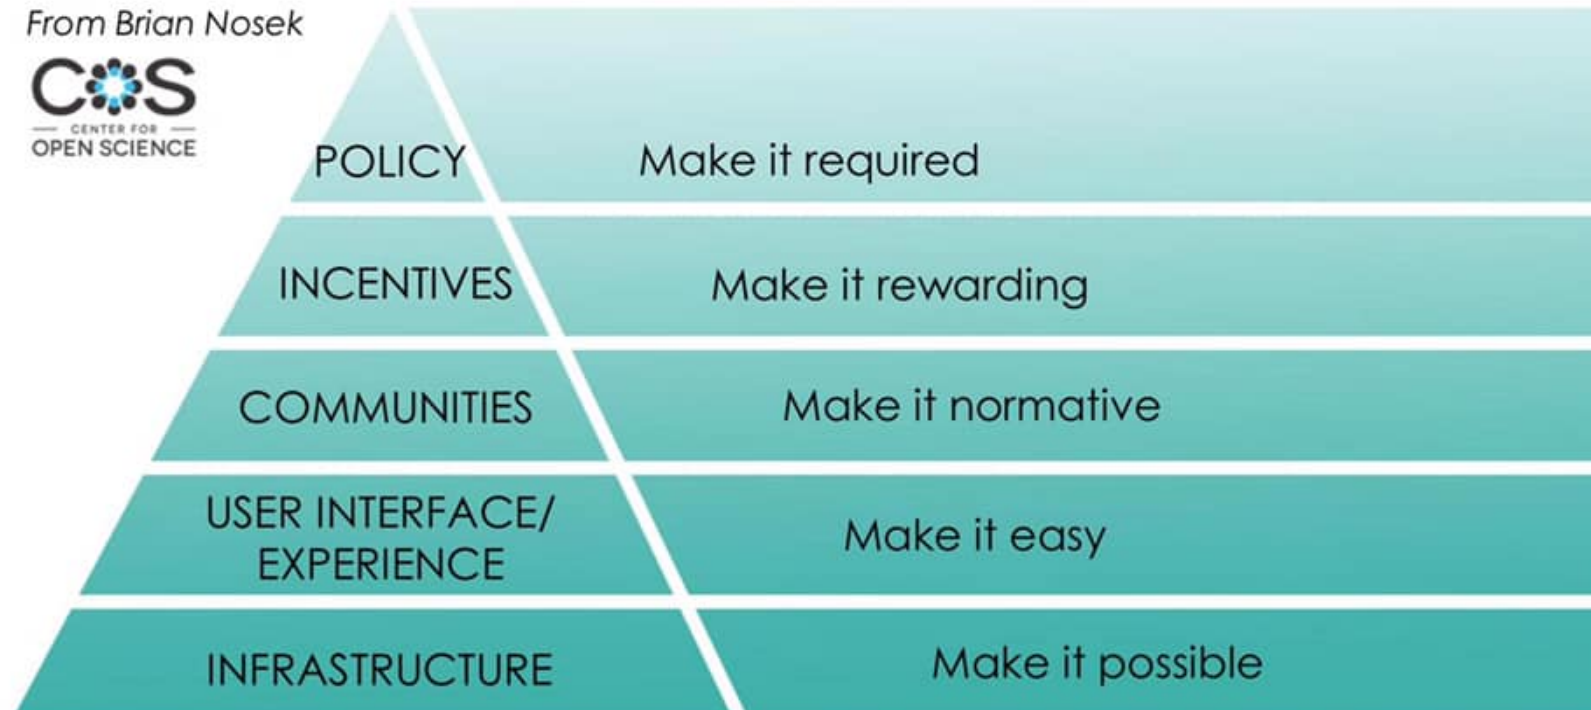 From Brian Nosek
COS
CENTER FOR
OPEN SCIENCE
POLICY
Make it required
INCENTIVES
Make it rewarding
COMMUNITIES
Make it normative
USER INTERFACE/
EXPERIENCE
Make it easy
INFRASTRUCTURE
Make it possible